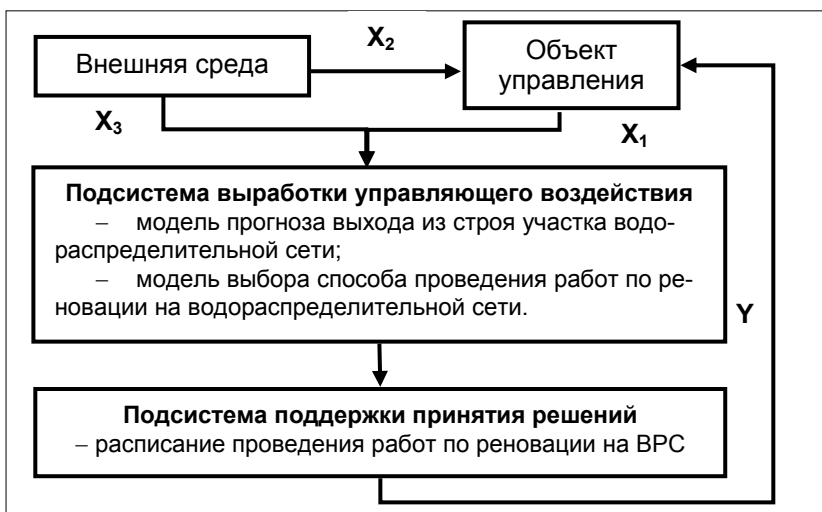 Внешняя среда
X₂
Объект
управления
X₃
X₁
Подсистема выработки управляющего воздействия
– модель прогноза выхода из строя участка водо-
распределительной сети;
– модель выбора способа проведения работ по ре-
новации на водораспределительной сети.
Y
Подсистема поддержки принятия решений
– расписание проведения работ по реновации на ВРС